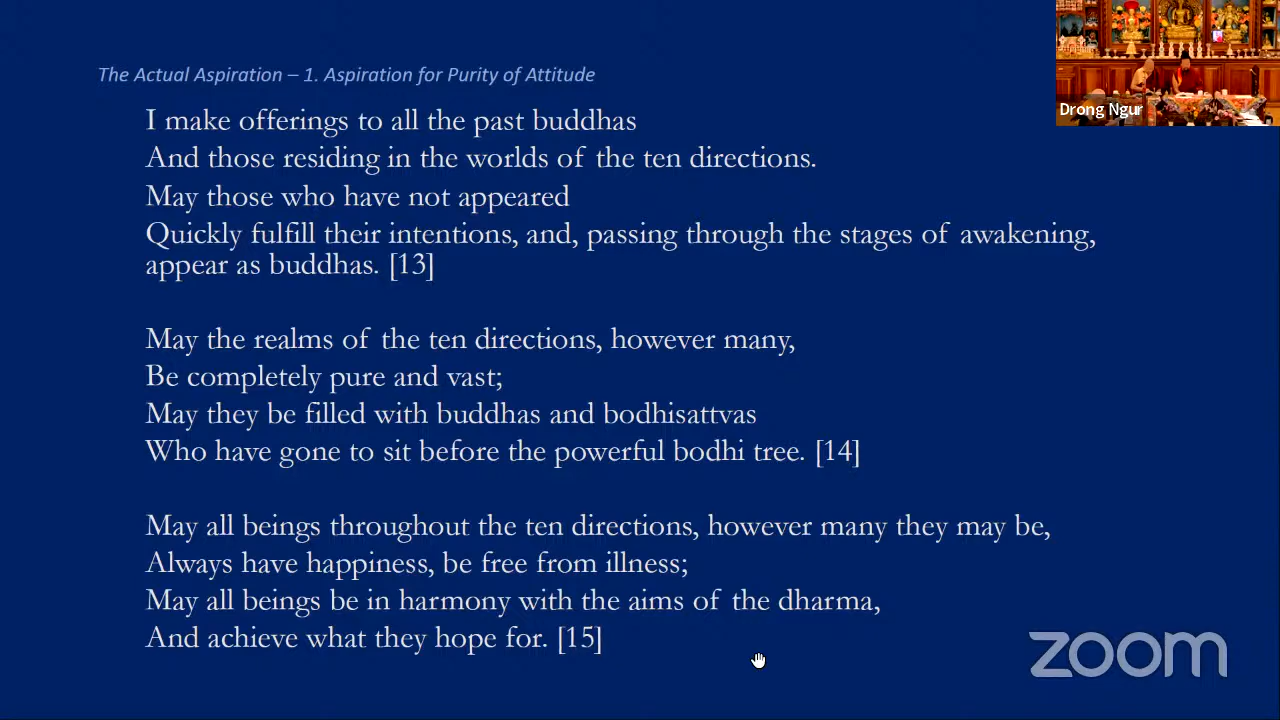 The Actual Aspiration – 1. Aspiration for Purity of Attitude
I make offerings to all the past buddhas
And those residing in the worlds of the ten directions.
May those who have not appeared
Quickly fulfill their intentions, and, passing through the stages of awakening,
appear as buddhas. [13]
May the realms of the ten directions, however many,
Be completely pure and vast;
May they be filled with buddhas and bodhisattvas
Who have gone to sit before the powerful bodhi tree. [14]
May all beings throughout the ten directions, however many they may be,
Always have happiness, be free from illness;
May all beings be in harmony with the aims of the dharma,
And achieve what they hope for. [15]
Drong Ngur
zoom